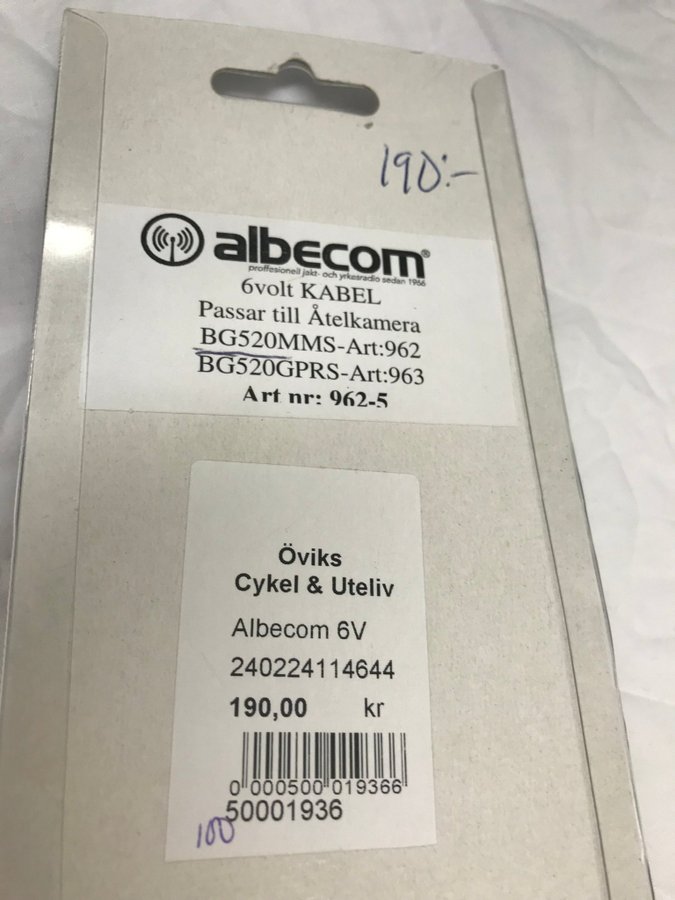 190:-
albecom®
proffesionell jakt- och yrkesradio sedan 1966
6volt KABEL
Passar till Åtelkamera
BG520MMS-Art:962
BG520GPRS-Art:963
Art nr: 962-5
Öviks
Cykel & Uteliv
Albecom 6V
240224114644
190,00 kr
0 000500 019366
50001936
100